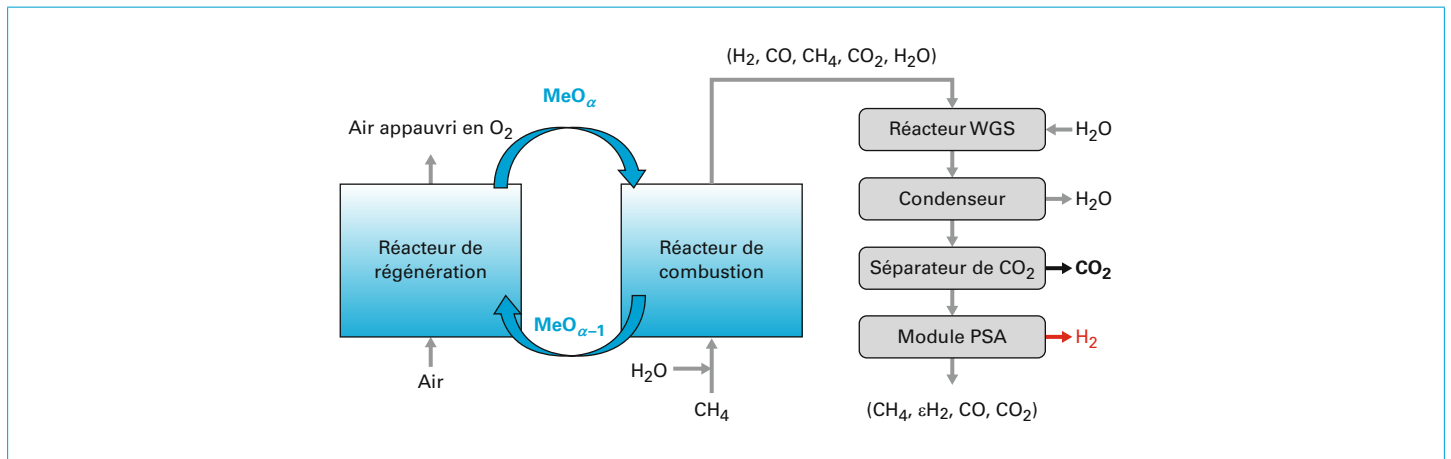 (H₂, CO, CH₄, CO₂, H₂O)
MeOα
Air appauvri en O₂
Réacteur WGS
H₂O
Condenseur
H₂O
Réacteur de
régénération
Réacteur de
combustion
Séparateur de CO₂
CO₂
MeOα–1
Module PSA
H₂
H₂O
Air
CH₄
(CH₄, εH₂, CO, CO₂)